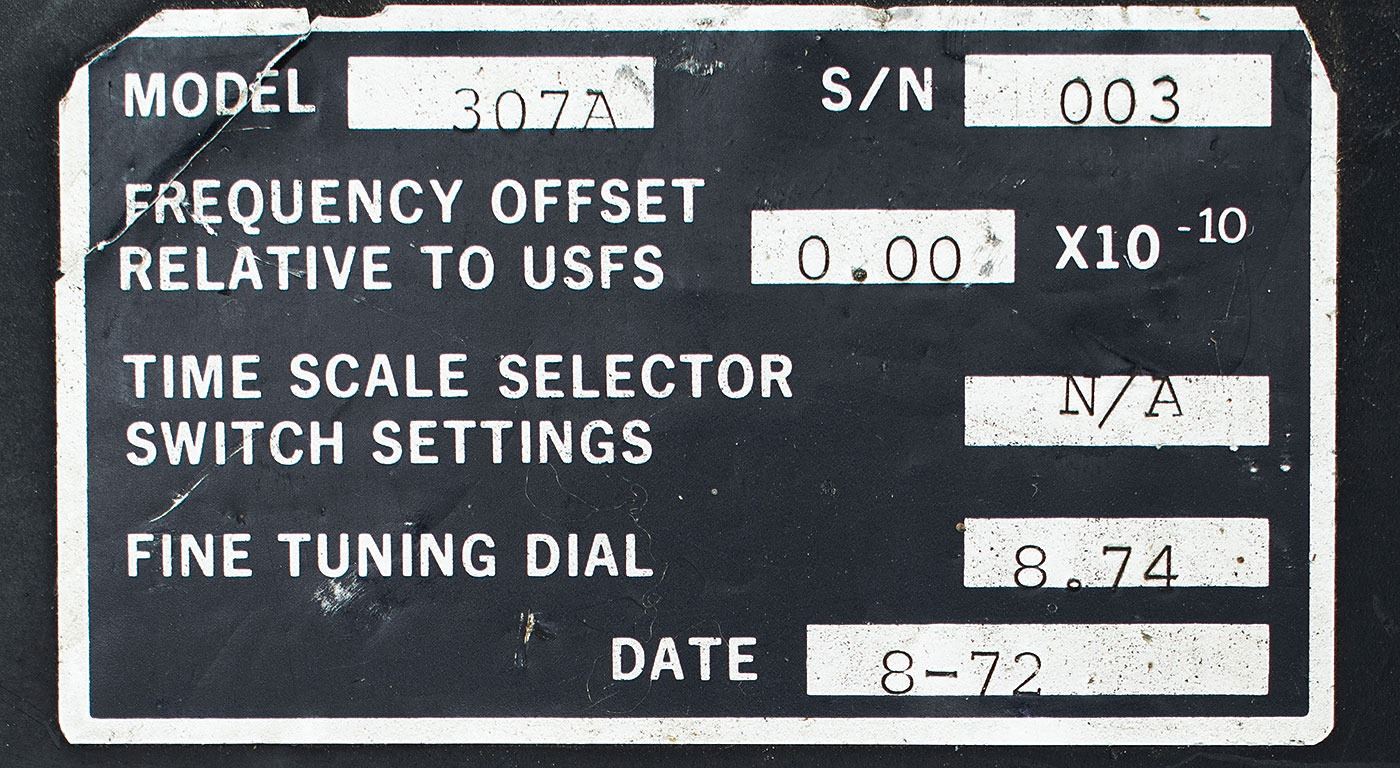 MODEL 307A S/N 003
FREQUENCY OFFSET
RELATIVE TO USFS 0.00 X10⁻¹⁰
TIME SCALE SELECTOR
SWITCH SETTINGS N/A
FINE TUNING DIAL 8.74
DATE 8-72